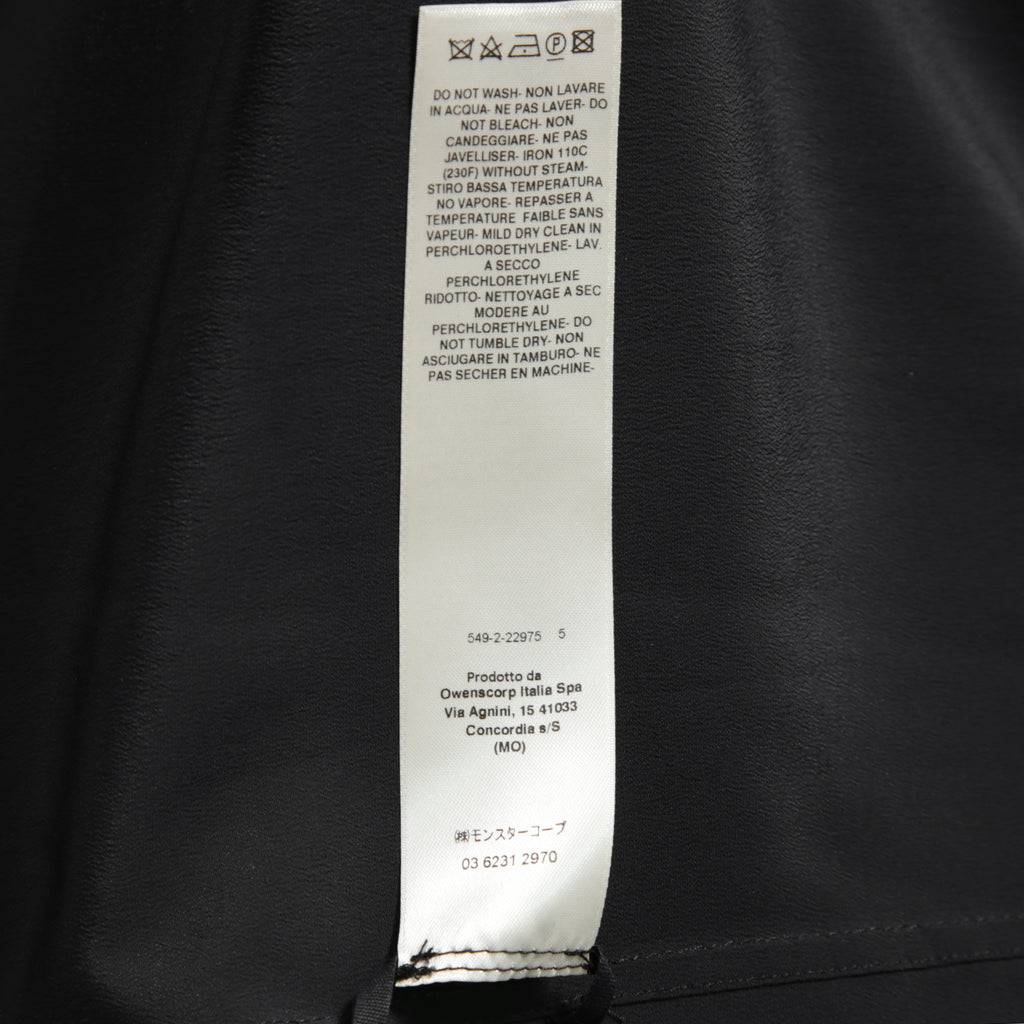 DO NOT WASH- NON LAVARE
IN ACQUA- NE PAS LAVER- DO
NOT BLEACH- NON
CANDEGGIARE- NE PAS
JAVELLISER- IRON 110C
(230F) WITHOUT STEAM-
STIRO BASSA TEMPERATURA
NO VAPORE- REPASSER A
TEMPERATURE FAIBLE SANS
VAPEUR- MILD DRY CLEAN IN
PERCHLOROETHYLENE- LAV.
A SECCO
PERCHLORETHYLENE
RIDOTTO- NETTOYAGE A SEC
MODERE AU
PERCHLORETHYLENE- DO
NOT TUMBLE DRY- NON
ASCIUGARE IN TAMBURO- NE
PAS SECHER EN MACHINE-
549-2-22975 5
Prodotto da
Owenscorp Italia Spa
Via Agnini, 15 41033
Concordia s/S
(MO)
㈱モンスターコープ
03 6231 2970